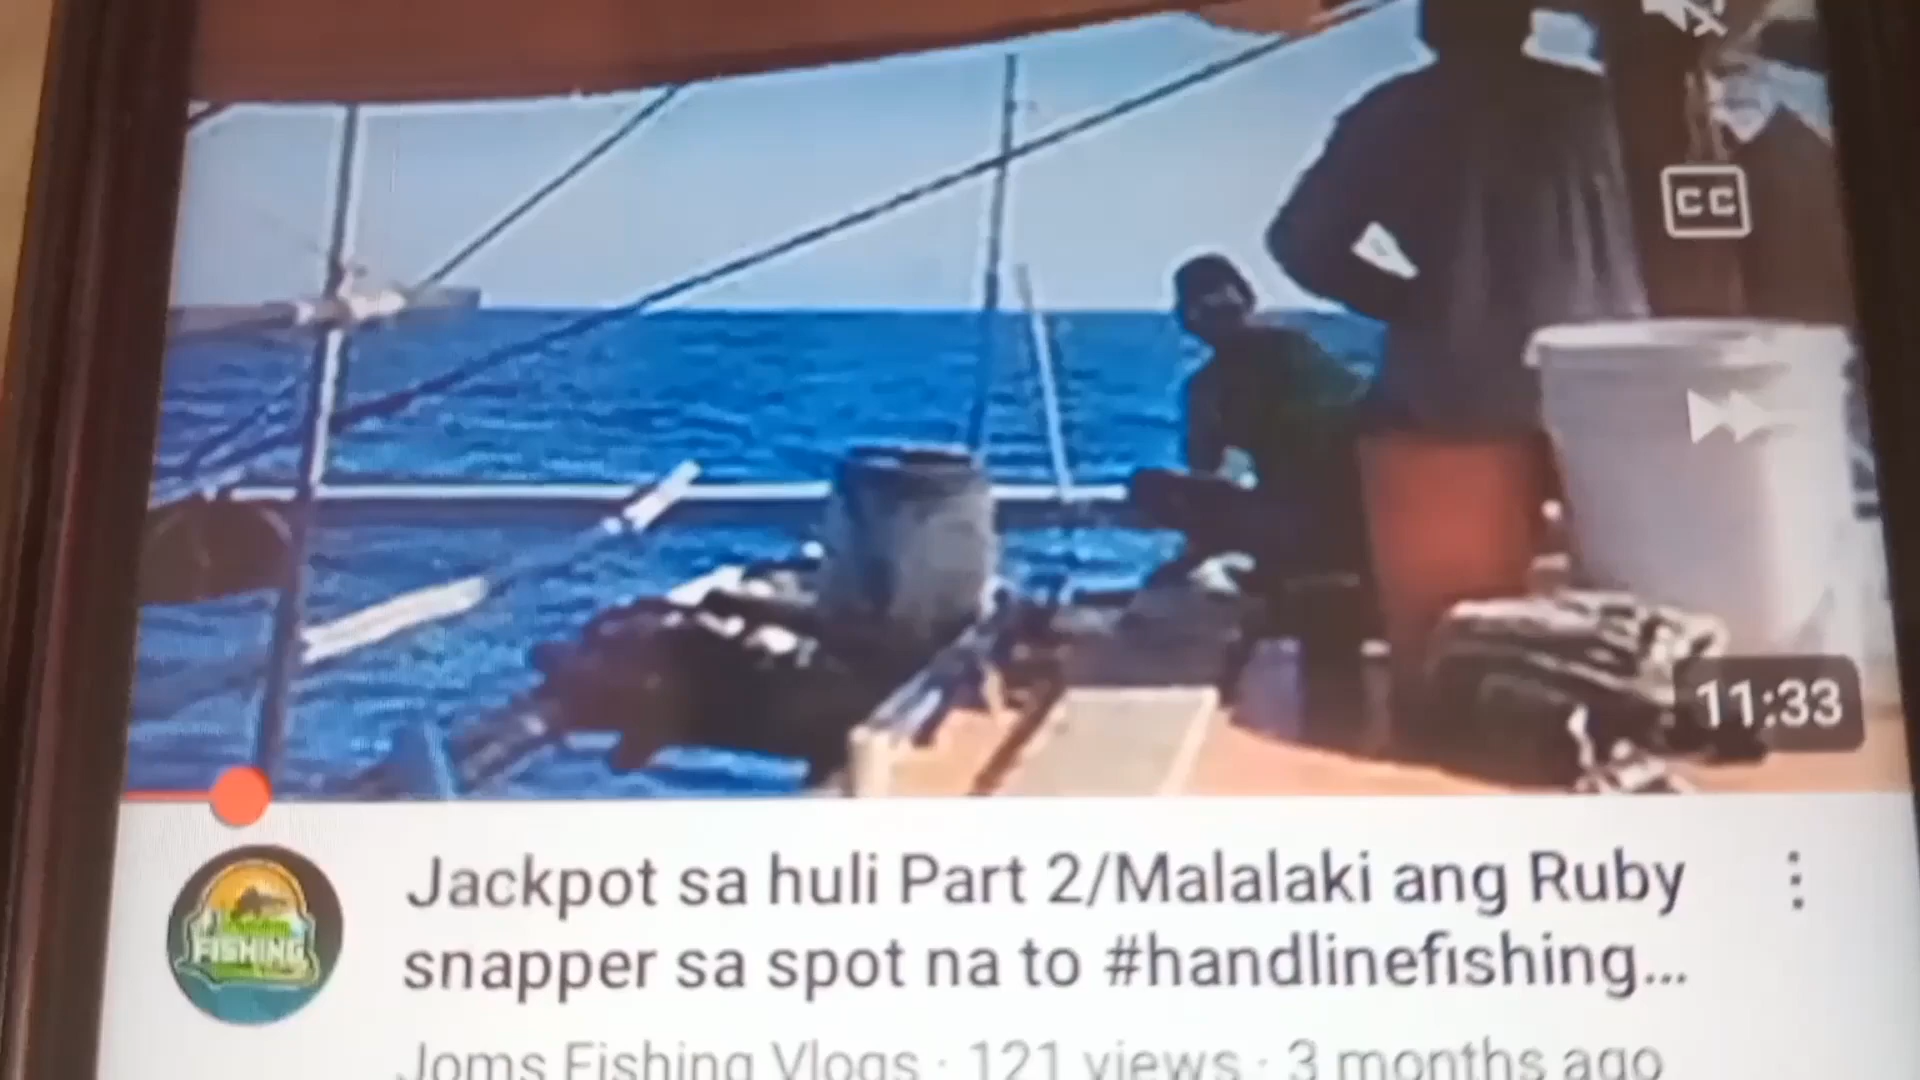 CC
11:33
Jackpot sa huli Part 2/Malalaki ang Ruby
snapper sa spot na to #handlinefishing...
FISHING
Joms Fishing Vlogs · 121 views · 3 months ago